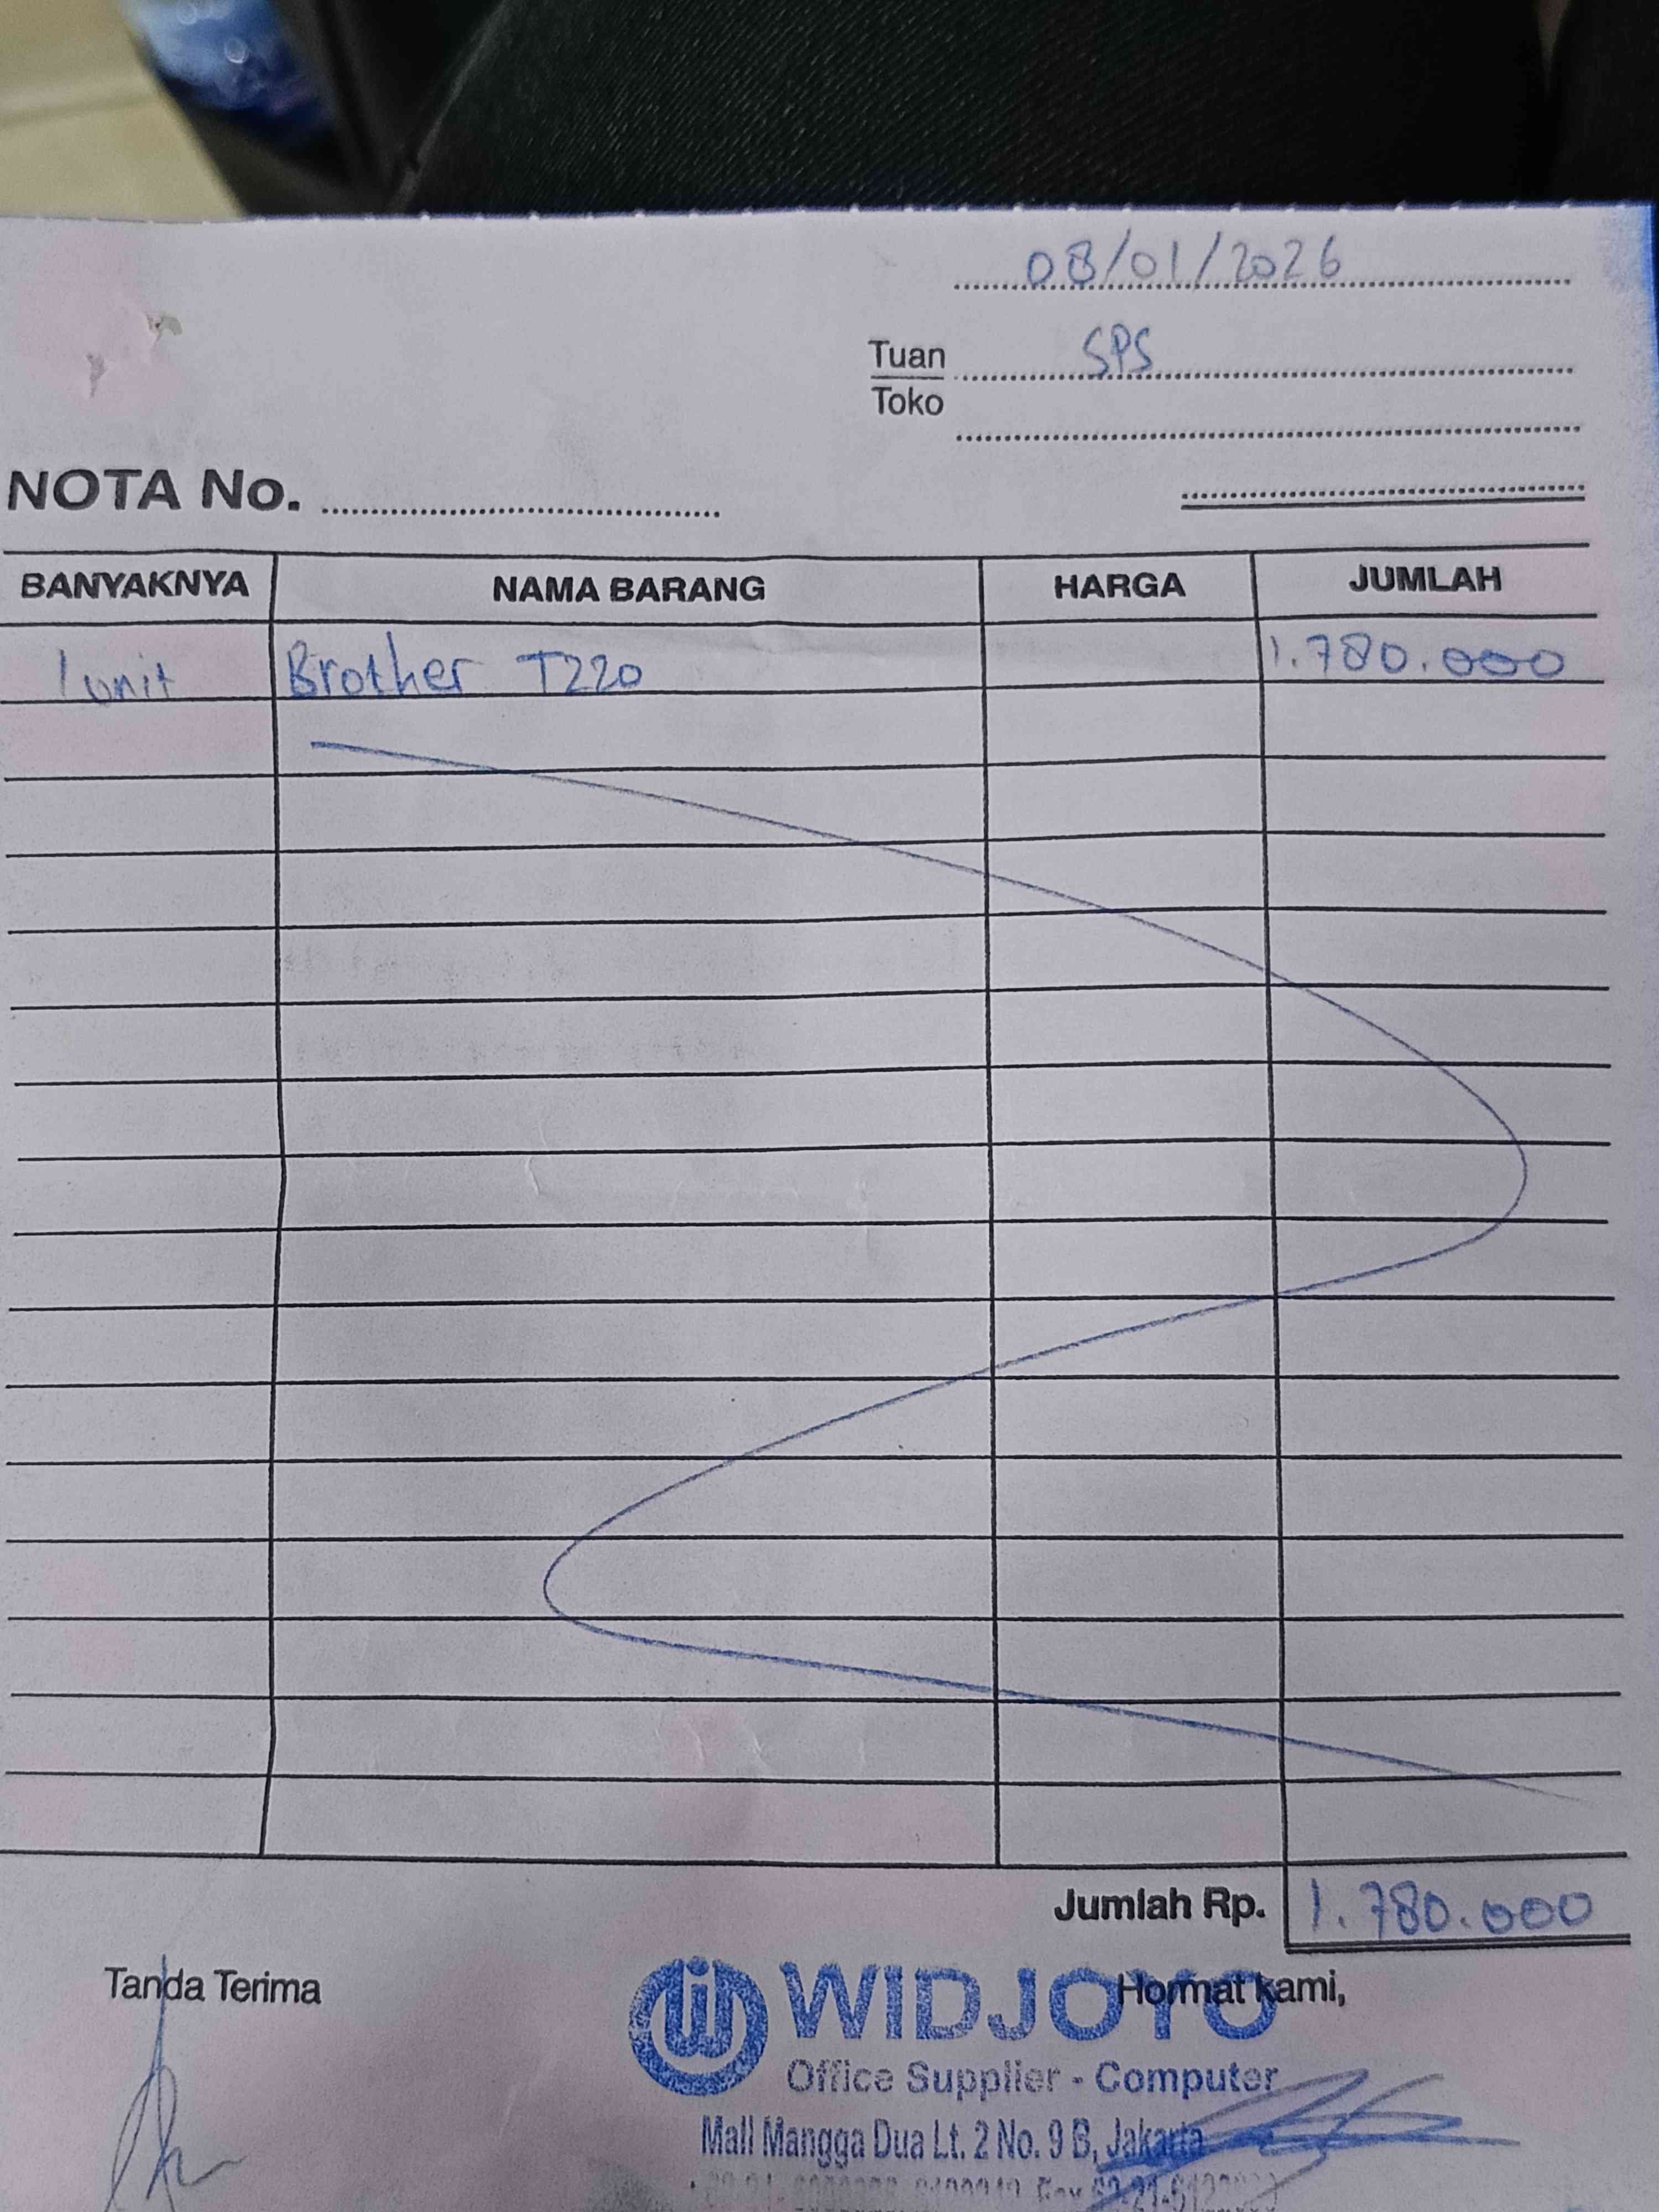 08/01/2026
Tuan SPS
Toko
NOTA No.
BANYAKNYA NAMA BARANG HARGA JUMLAH
1 unit Brother T220 1.780.000
Jumlah Rp. 1.780.000
Tanda Terima Hormat kami,
WIDJOYO
Office Supplier - Computer
Mall Mangga Dua Lt. 2 No. 9 B, Jakarta
Fax